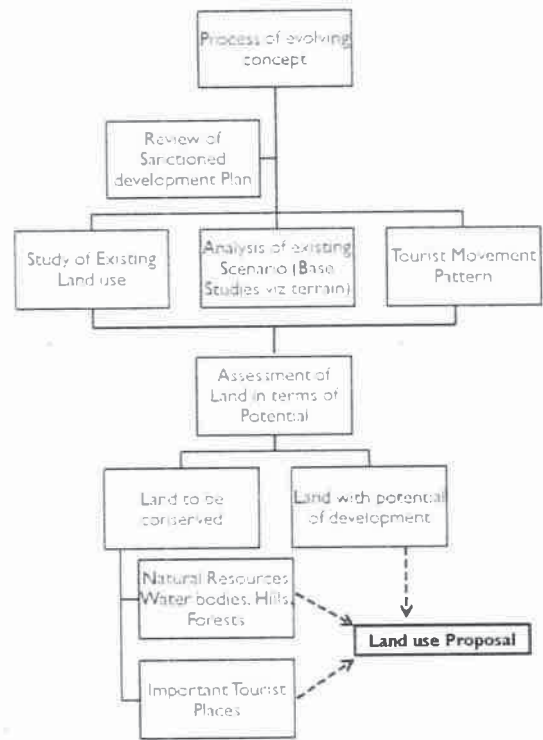 Process of evolving
concept
Review of
Sanctioned
development Plan
Study of Existing
Land use
Analysis of existing
Scenario (Base
Studies viz terrain)
Tourist Movement
Pattern
Assessment of
Land in terms of
Potential
Land to be
conserved
Land with potential
of development
Natural Resources
Water bodies, Hills,
Forests
Land use Proposal
Important Tourist
Places